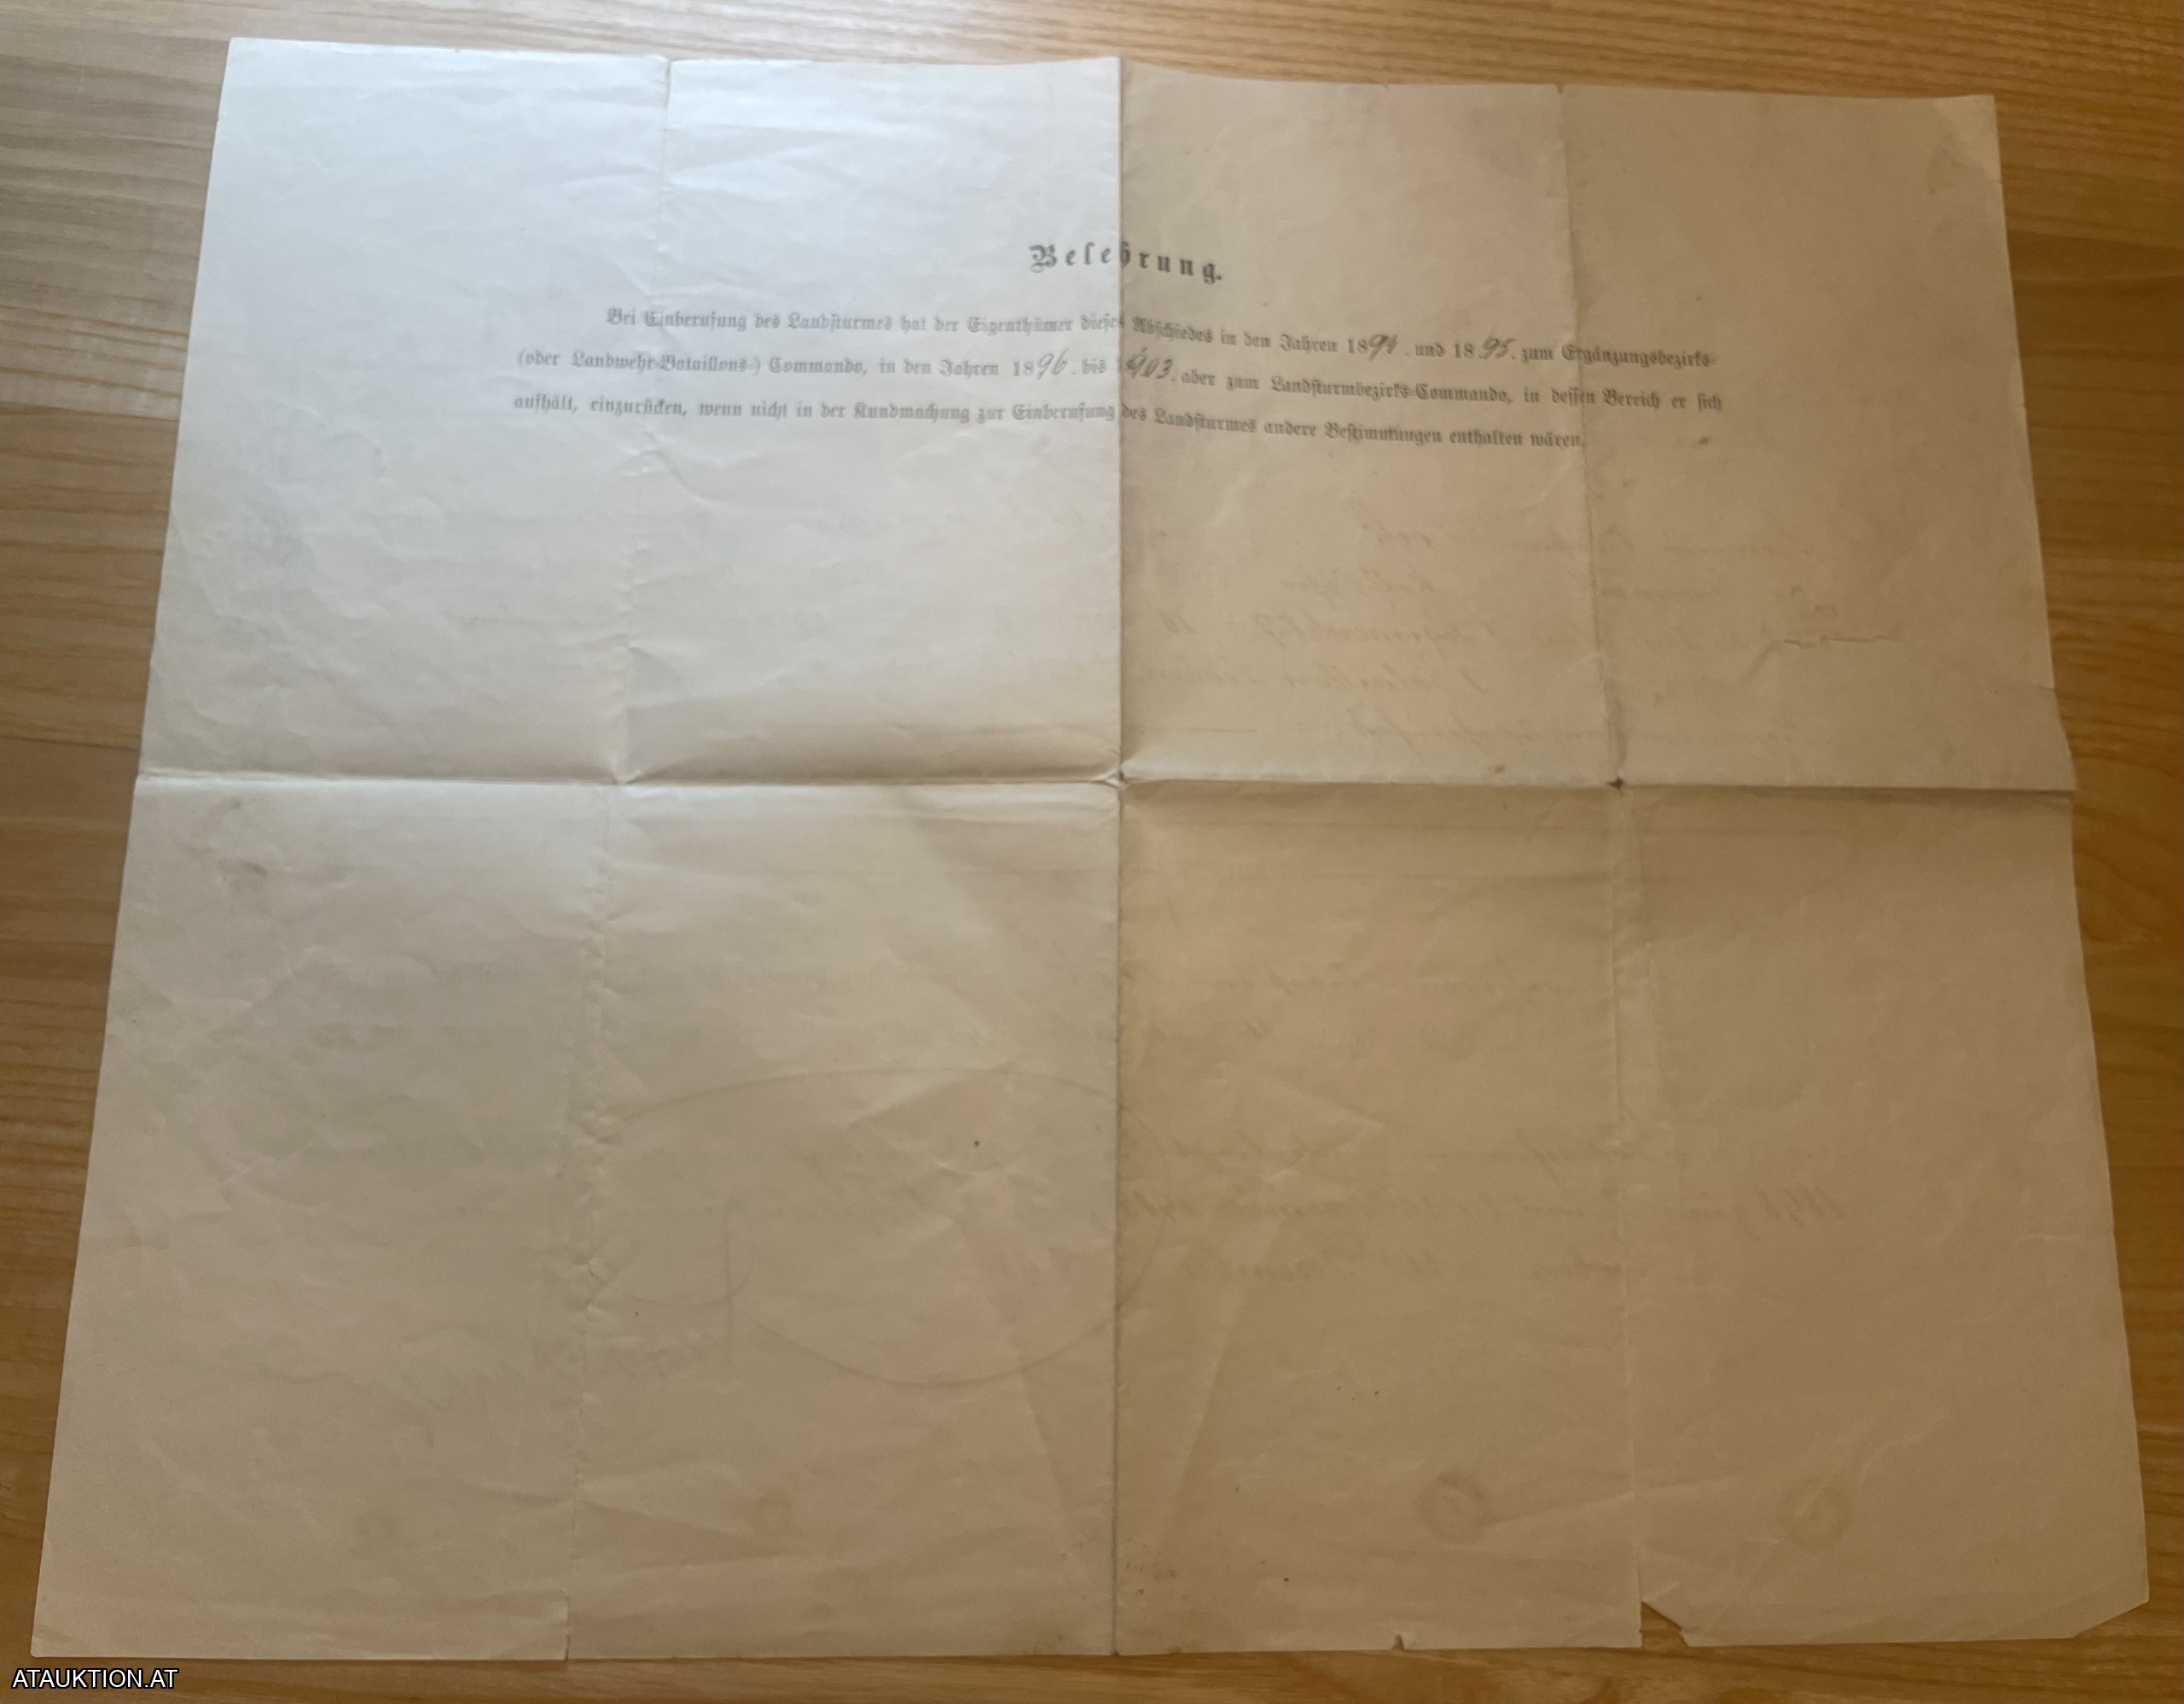 Belehrung.
Bei Einberufung des Landsturmes hat der Eigenthümer dieses Abschiedes in den Jahren 1894. und 1895. zum Ergänzungsbezirks-
(oder Landwehr-Bataillons-) Commando, in den Jahren 1896. bis 1903. aber zum Landsturmbezirks-Commando, in dessen Bereich er sich
aufhält, einzurücken, wenn nicht in der Kundmachung zur Einberufung des Landsturmes andere Bestimmungen enthalten wären.
ATAUKTION.AT